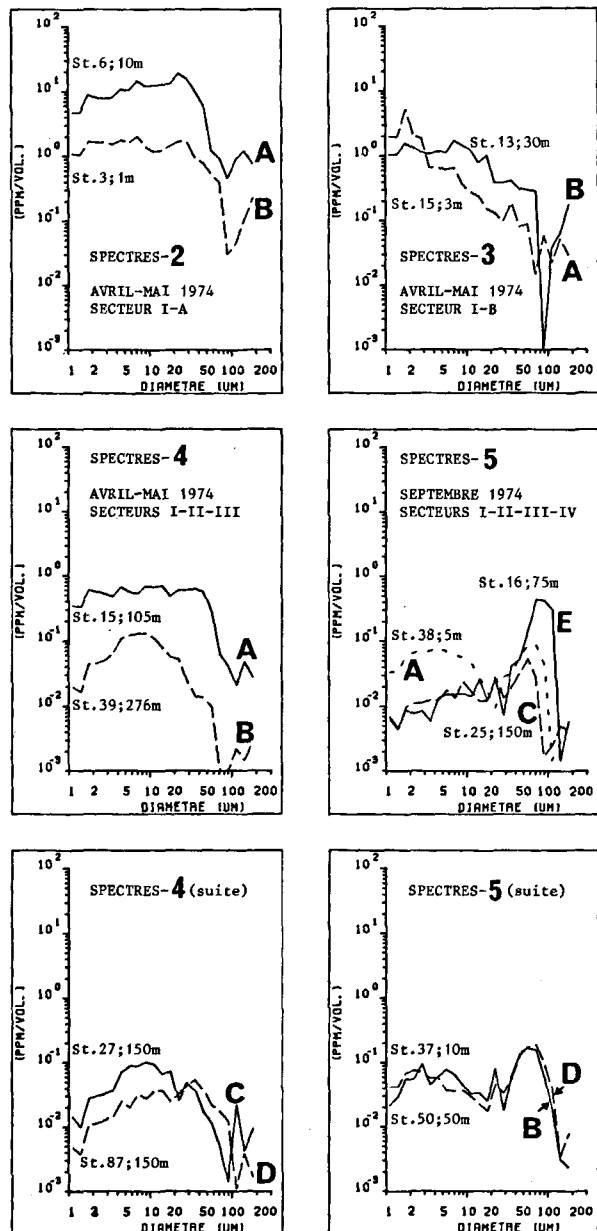 10²
10¹
10⁰
10⁻¹
10⁻²
10⁻³
(PPM/VOL.)
St.6;10m
A
St.3;1m
B
SPECTRES-2
AVRIL-MAI 1974
SECTEUR I-A
1 2 5 10 20 50 100 200
DIAMETRE (UM)
10²
10¹
10⁰
10⁻¹
10⁻²
10⁻³
(PPM/VOL.)
St.13;30m
B
St.15;3m
A
SPECTRES-3
AVRIL-MAI 1974
SECTEUR I-B
1 2 5 10 20 50 100 200
DIAMETRE (UM)
10²
10¹
10⁰
10⁻¹
10⁻²
10⁻³
(PPM/VOL.)
SPECTRES-4
AVRIL-MAI 1974
SECTEURS I-II-III
St.15;105m
A
St.39;276m
B
1 2 5 10 20 50 100 200
DIAMETRE (UM)
10²
10¹
10⁰
10⁻¹
10⁻²
10⁻³
(PPM/VOL.)
SPECTRES-5
SEPTEMBRE 1974
SECTEURS I-II-III-IV
St.16;75m
E
St.38;5m
A
C
St.25;150m
1 2 5 10 20 50 100 200
DIAMETRE (UM)
10²
10¹
10⁰
10⁻¹
10⁻²
10⁻³
(PPM/VOL.)
SPECTRES-4 (suite)
St.27;150m
C
St.87;150m
D
1 2 5 10 20 50 100 200
DIAMETRE (UM)
10²
10¹
10⁰
10⁻¹
10⁻²
10⁻³
(PPM/VOL.)
SPECTRES-5 (suite)
St.37;10m
D
B
St.50;50m
1 2 5 10 20 50 100 200
DIAMETRE (UM)